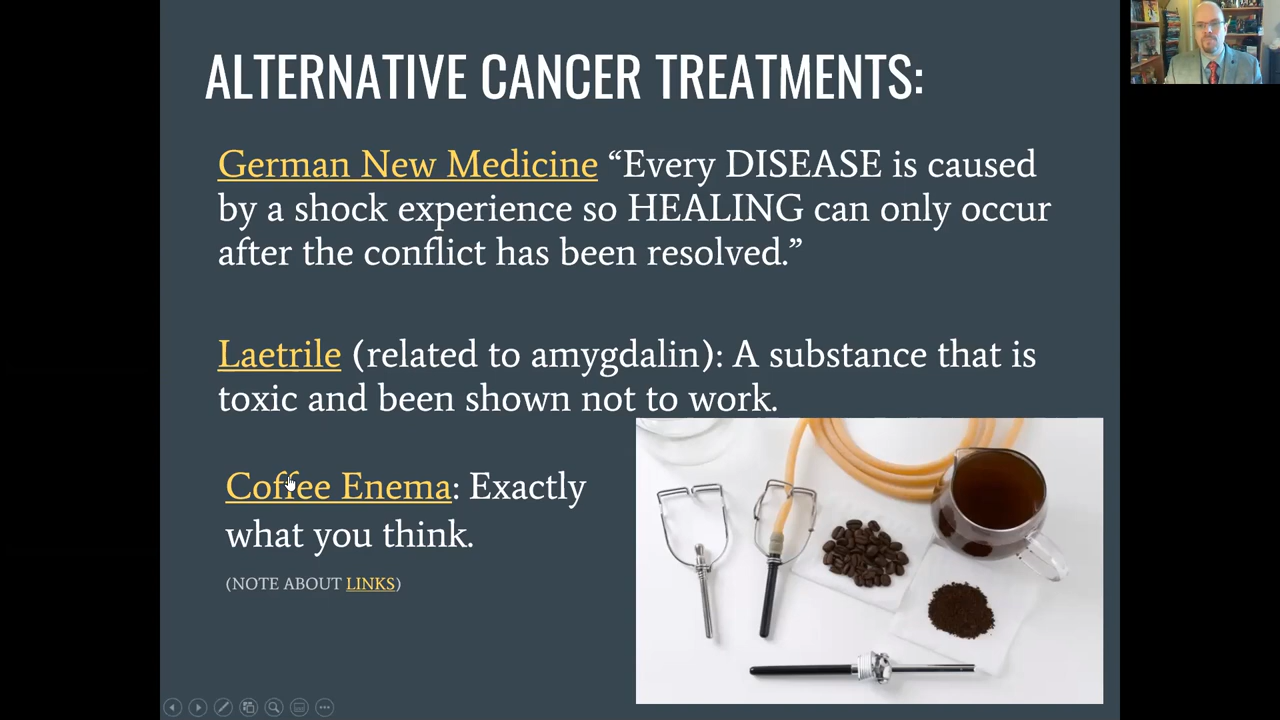 ALTERNATIVE CANCER TREATMENTS:
German New Medicine “Every DISEASE is caused
by a shock experience so HEALING can only occur
after the conflict has been resolved.”
Laetrile (related to amygdalin): A substance that is
toxic and been shown not to work.
Coffee Enema: Exactly
what you think.
(NOTE ABOUT LINKS)